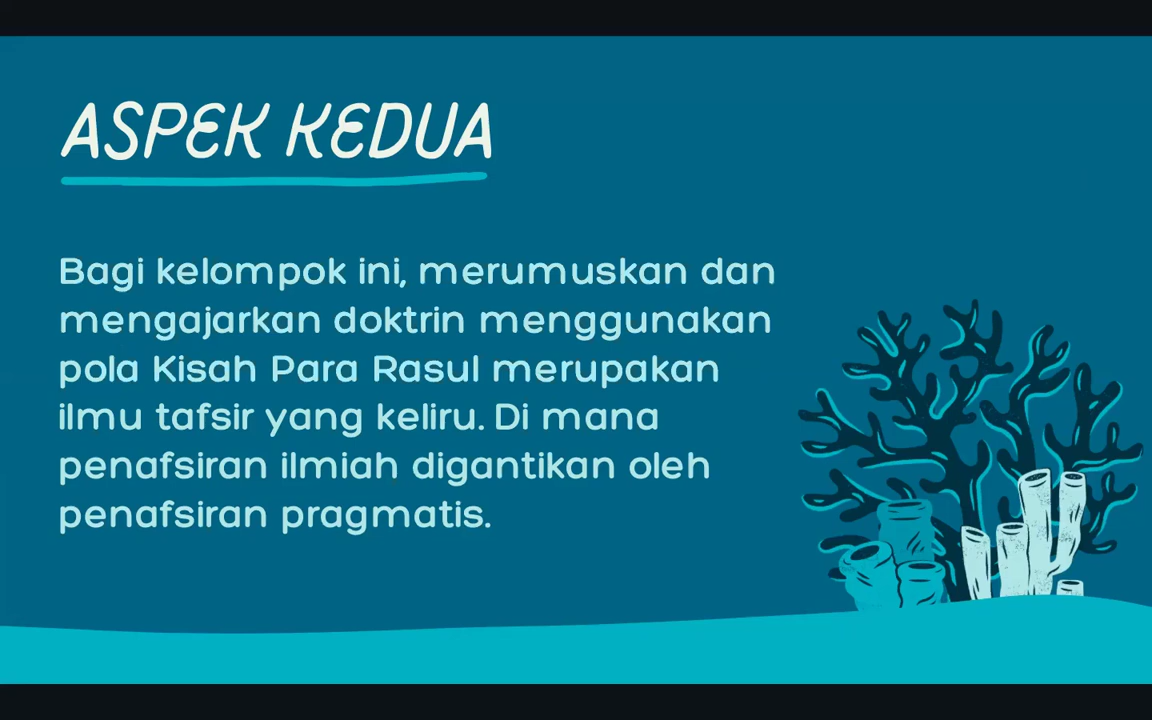 ASPEK KEDUA
Bagi kelompok ini, merumuskan dan
mengajarkan doktrin menggunakan
pola Kisah Para Rasul merupakan
ilmu tafsir yang keliru. Di mana
penafsiran ilmiah digantikan oleh
penafsiran pragmatis.